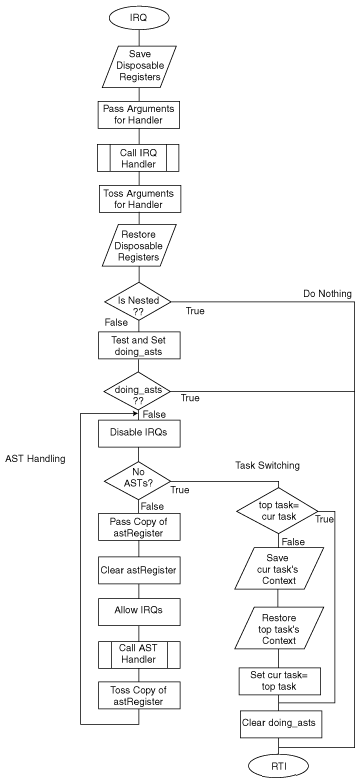 IRQ
Save
Disposable
Registers
Pass Arguments
for Handler
Call IRQ
Handler
Toss Arguments
for Handler
Restore
Disposable
Registers
Do Nothing
Is Nested
??
True
False
Test and Set
doing_asts
doing_asts
??
True
False
Disable IRQs
AST Handling
Task Switching
No
ASTs?
True
False
top task=
cur task
True
False
Pass Copy of
astRegister
Clear astRegister
Allow IRQs
Call AST
Handler
Toss Copy of
astRegister
Save
cur task's
Context
Restore
top task's
Context
Set cur task=
top task
Clear doing_asts
RTI